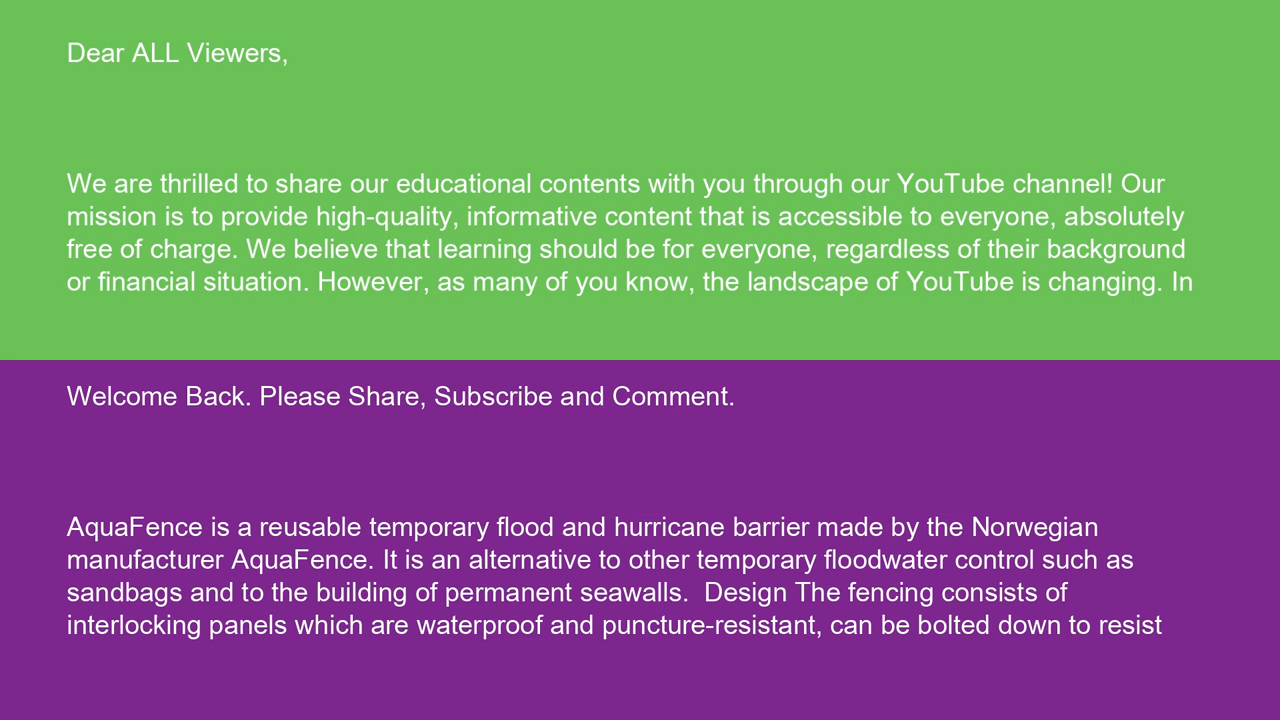 Dear ALL Viewers,
We are thrilled to share our educational contents with you through our YouTube channel! Our
mission is to provide high-quality, informative content that is accessible to everyone, absolutely
free of charge. We believe that learning should be for everyone, regardless of their background
or financial situation. However, as many of you know, the landscape of YouTube is changing. In
Welcome Back. Please Share, Subscribe and Comment.
AquaFence is a reusable temporary flood and hurricane barrier made by the Norwegian
manufacturer AquaFence. It is an alternative to other temporary floodwater control such as
sandbags and to the building of permanent seawalls.  Design The fencing consists of
interlocking panels which are waterproof and puncture-resistant, can be bolted down to resist